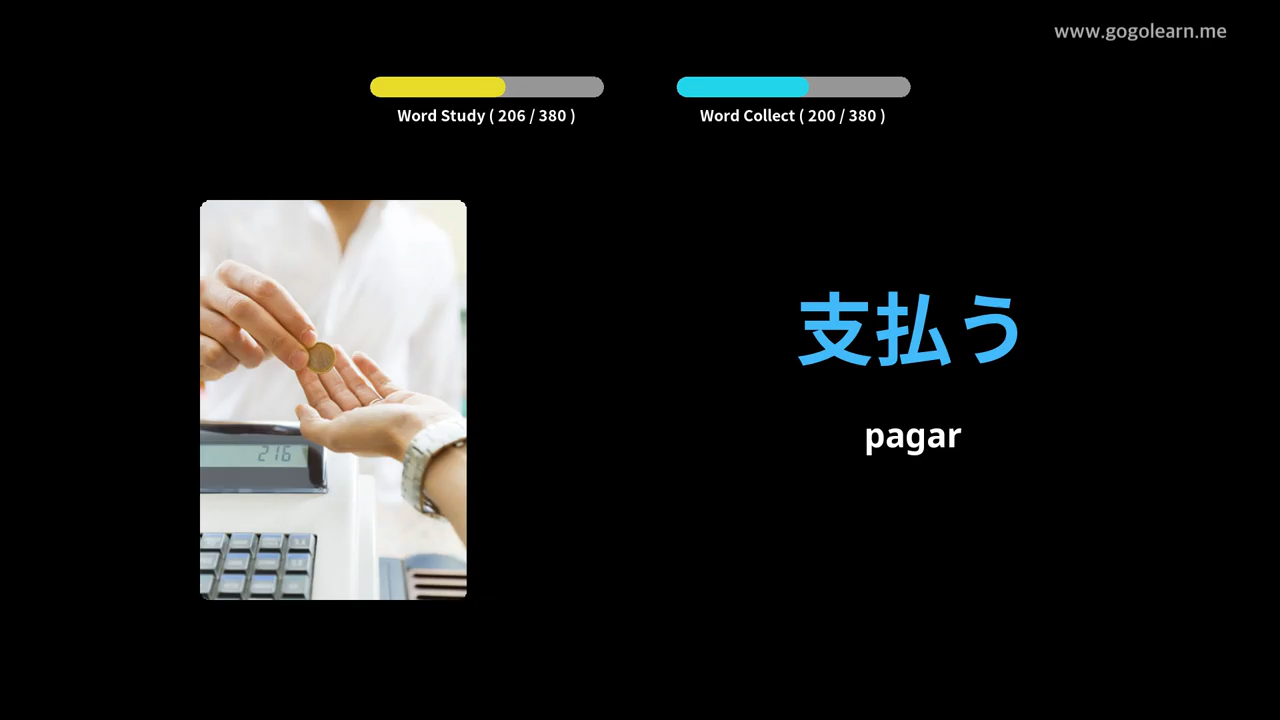 www.gogolearn.me
Word Study ( 206 / 380 )
Word Collect ( 200 / 380 )
216
支払う
pagar